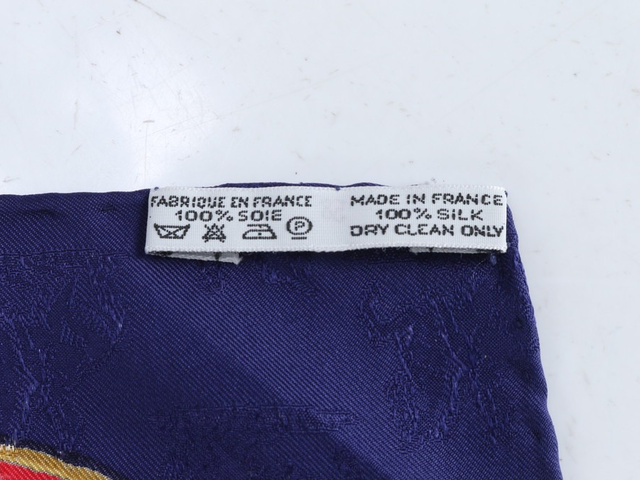 FABRIQUE EN FRANCE
100% SOIE
P
MADE IN FRANCE
100% SILK
DRY CLEAN ONLY